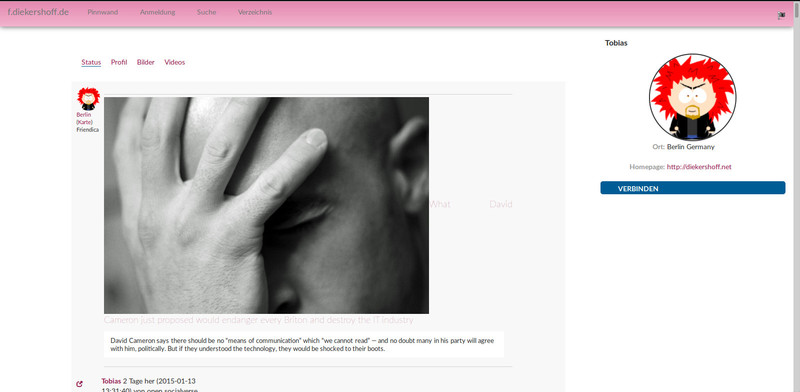 f.diekershoff.de Pinnwand Anmeldung Suche Verzeichnis
Tobias
Status Profil Bilder Videos
Berlin
(Karte)
Friendica
What David
Cameron just proposed would endanger every Briton and destroy the IT industry
David Cameron says there should be no "means of communication" which "we cannot read" — and no doubt many in his party will agree
with him, politically. But if they understood the technology, they would be shocked to their boots.
Tobias 2 Tage her (2015-01-13
13:31:40) von open socialverse
Ort: Berlin Germany
Homepage: http://diekershoff.net
VERBINDEN